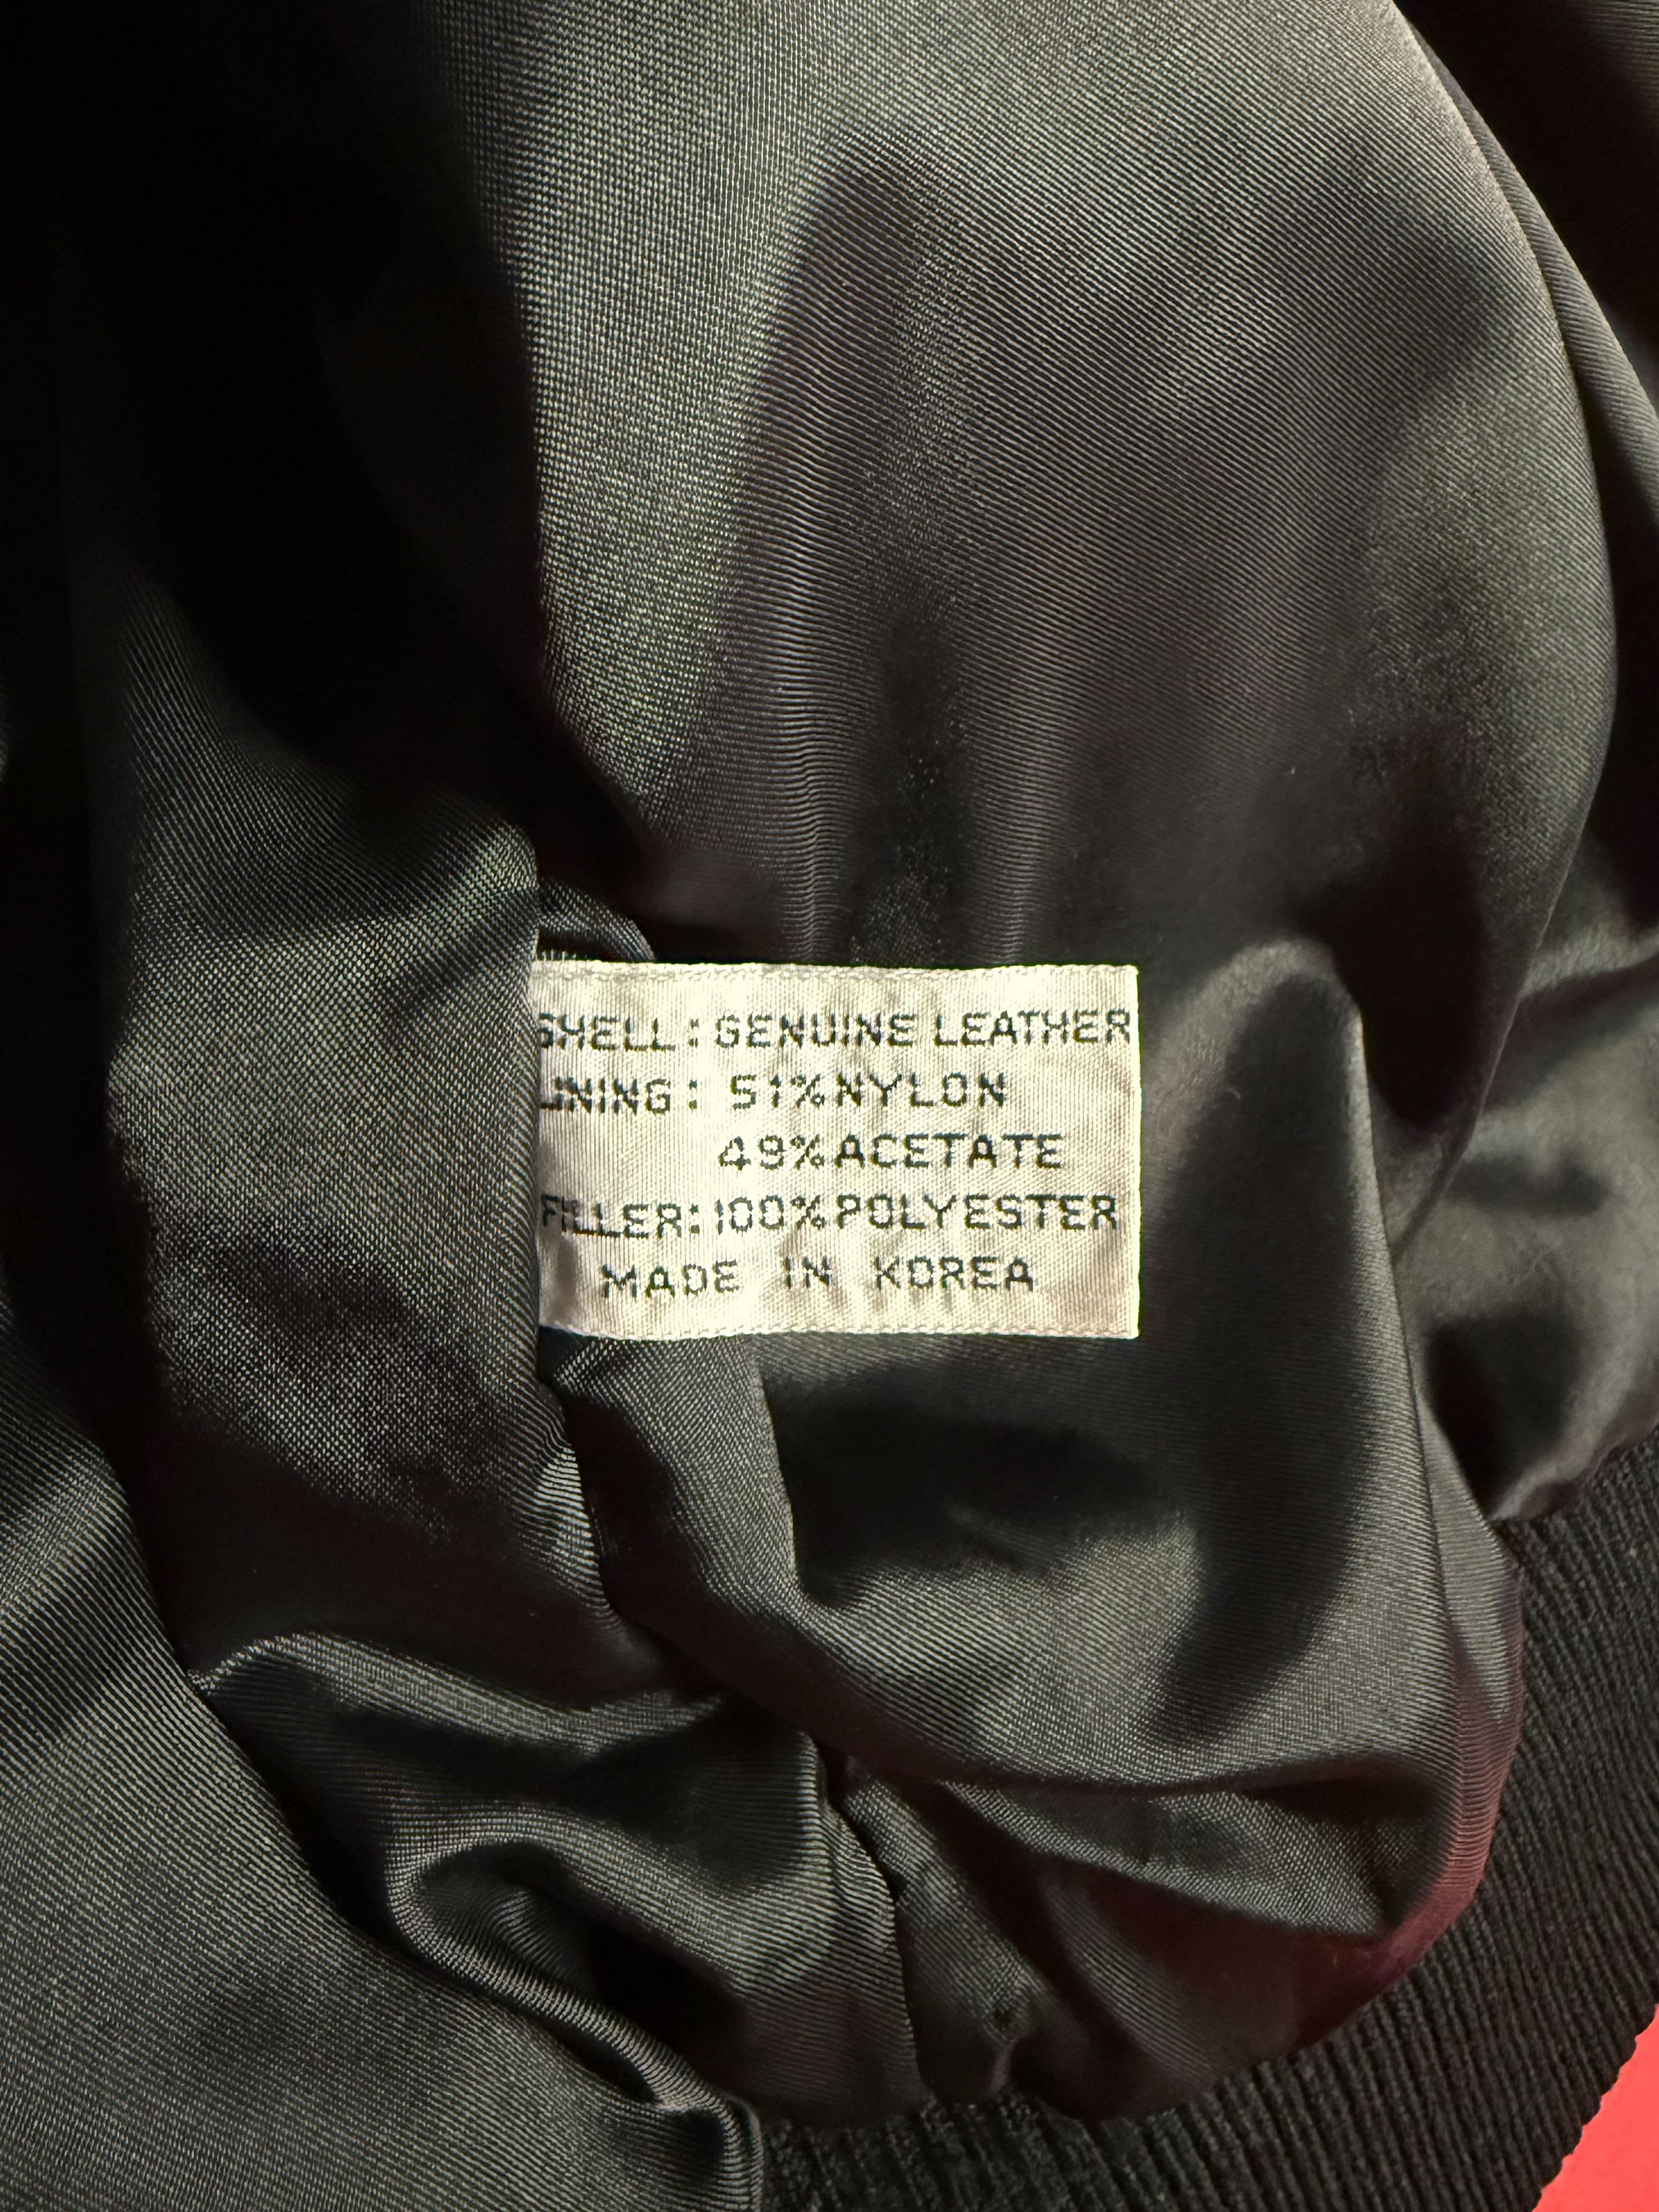 SHELL: GENUINE LEATHER
LINING: 51% NYLON
49% ACETATE
FILLER: 100% POLYESTER
MADE IN KOREA